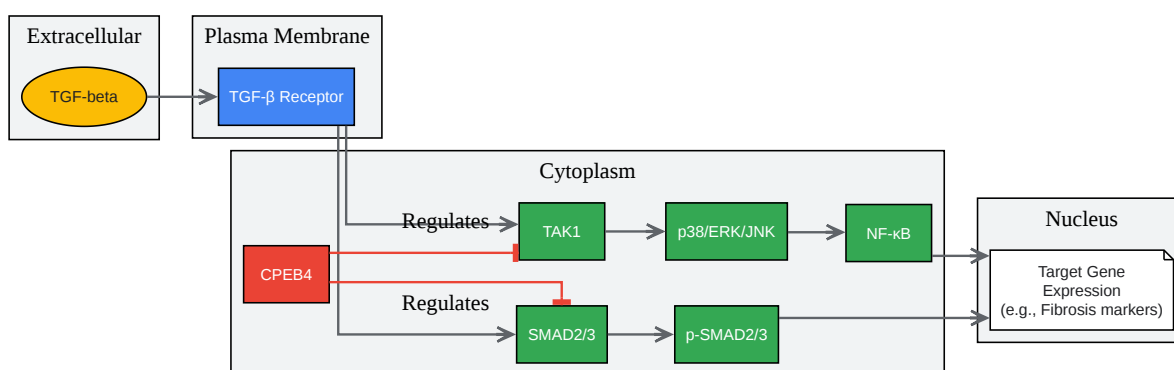 Extracellular
TGF-beta
Plasma Membrane
TGF-β Receptor
Cytoplasm
Regulates
TAK1
p38/ERK/JNK
NF-κB
CPEB4
Regulates
SMAD2/3
p-SMAD2/3
Nucleus
Target Gene
Expression
(e.g., Fibrosis markers)